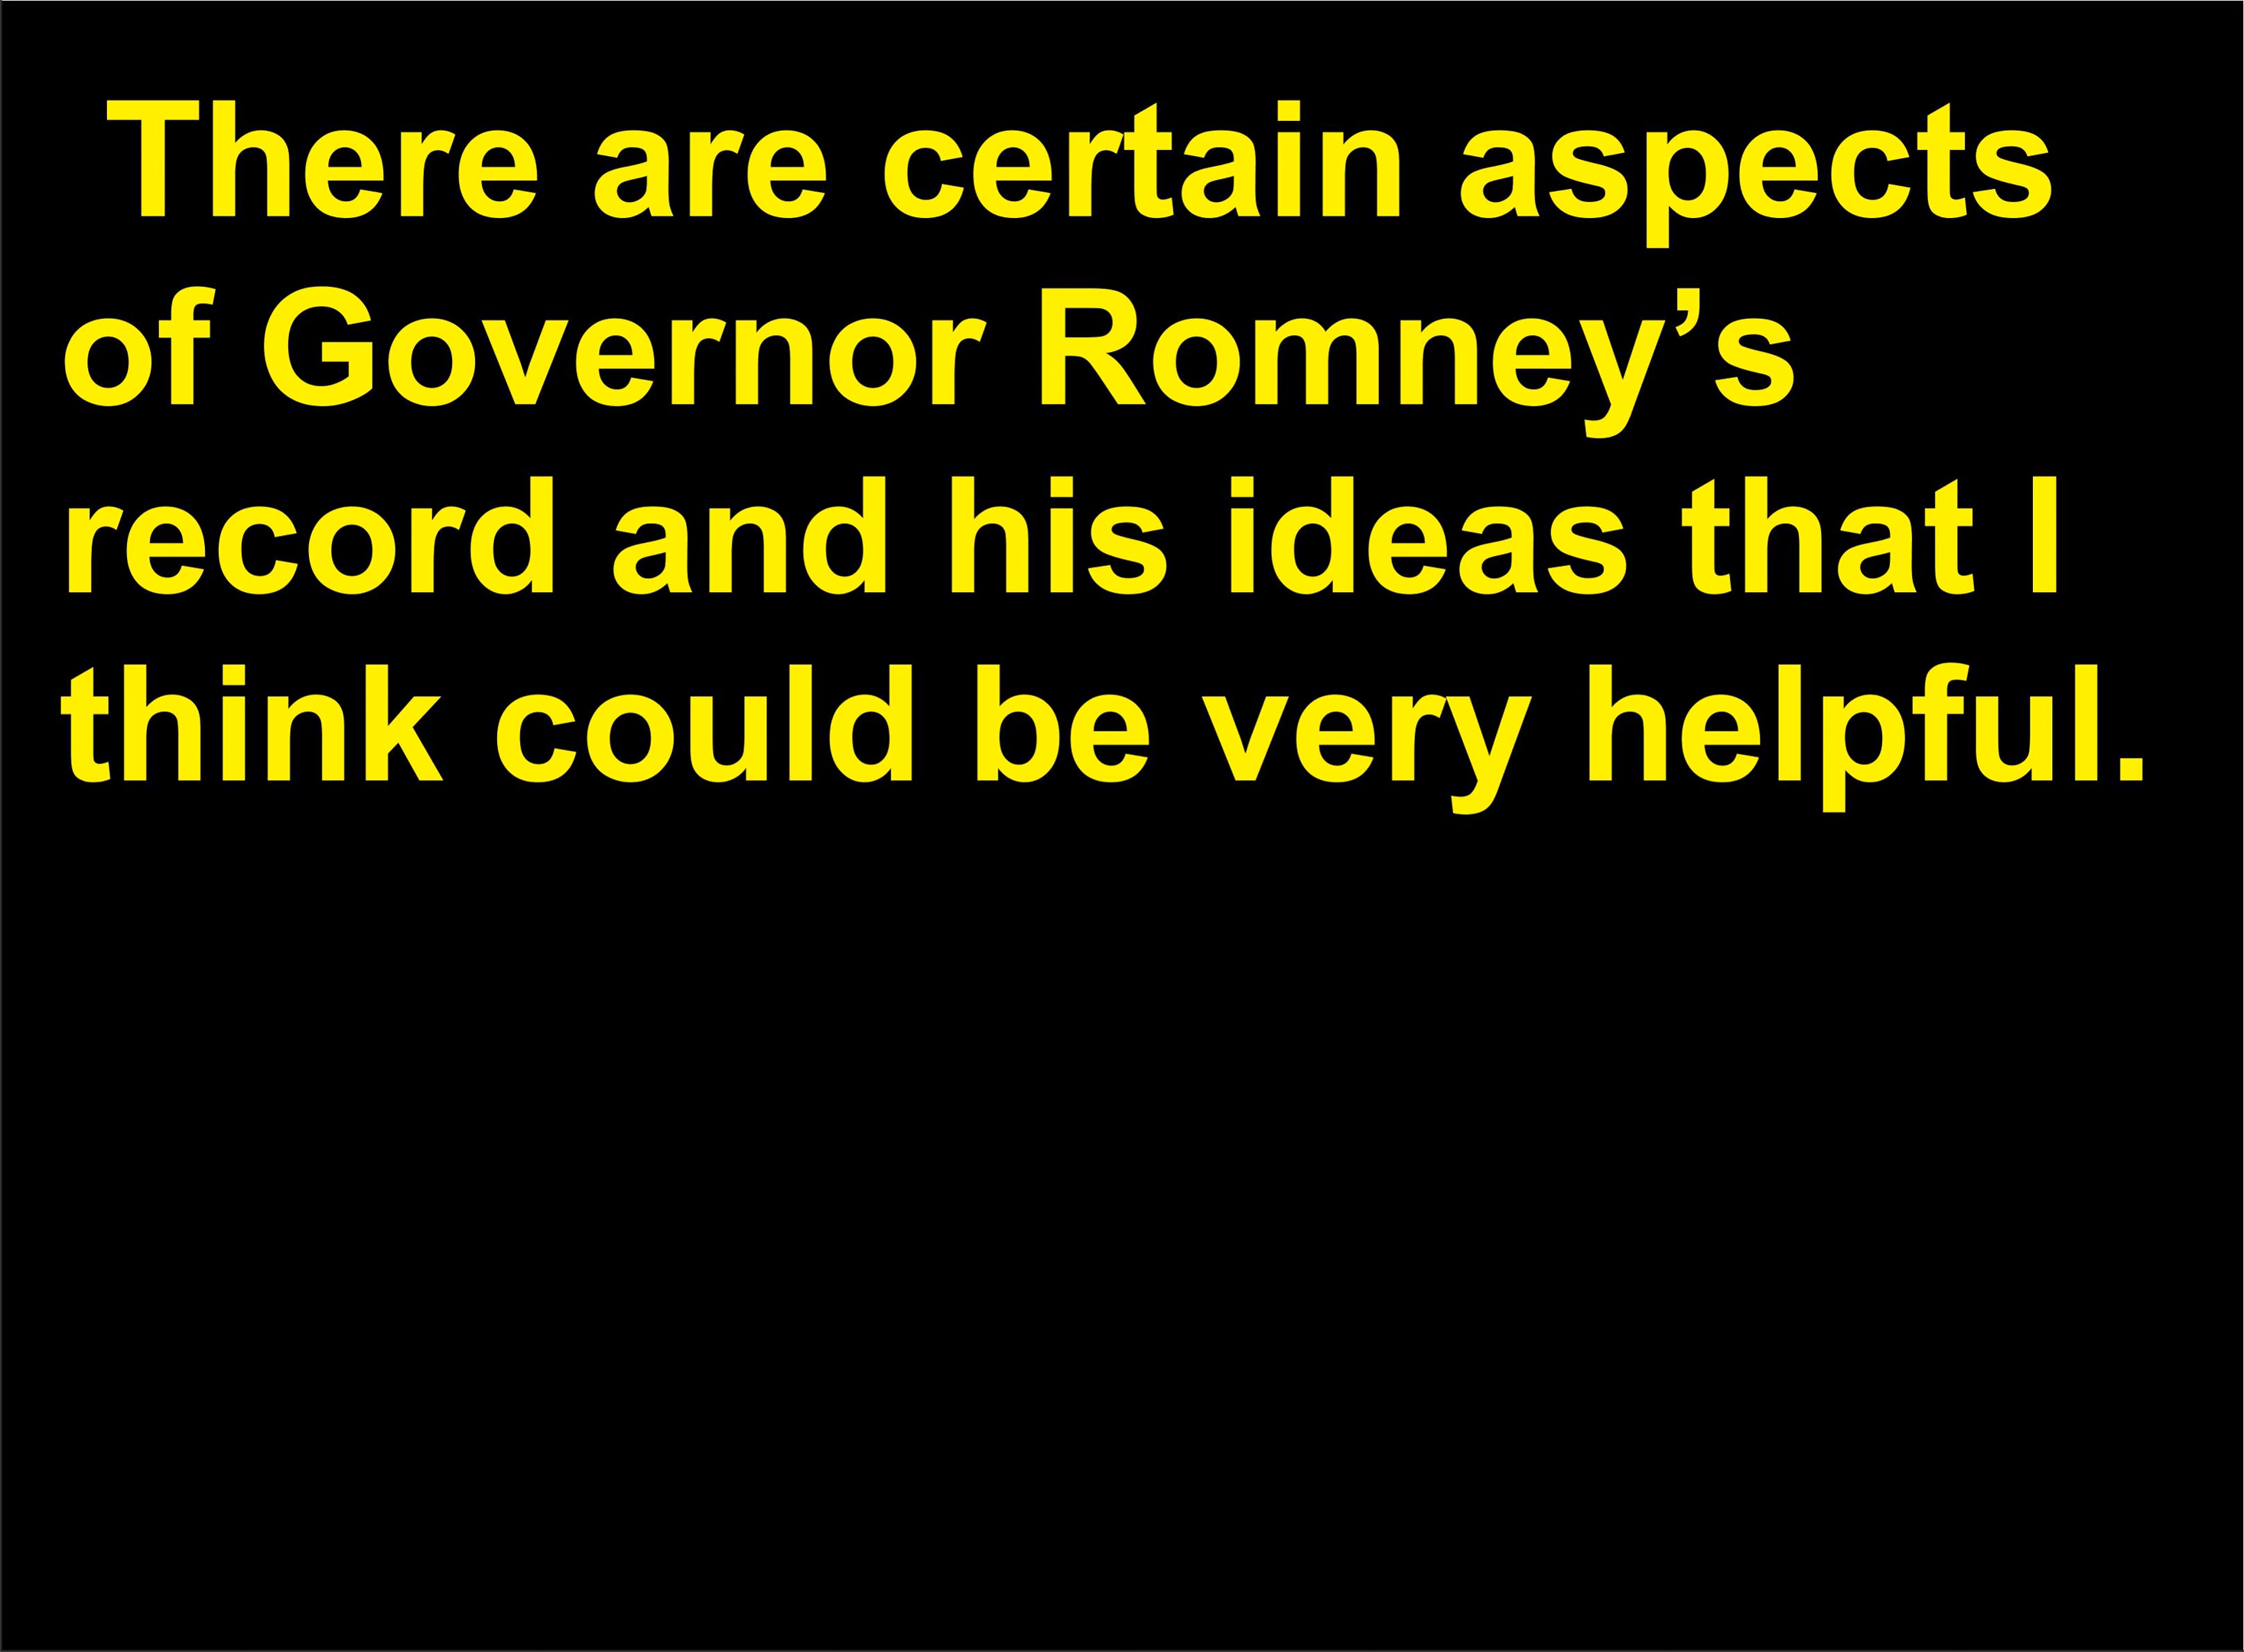 There are certain aspects
of Governor Romney’s
record and his ideas that I
think could be very helpful.